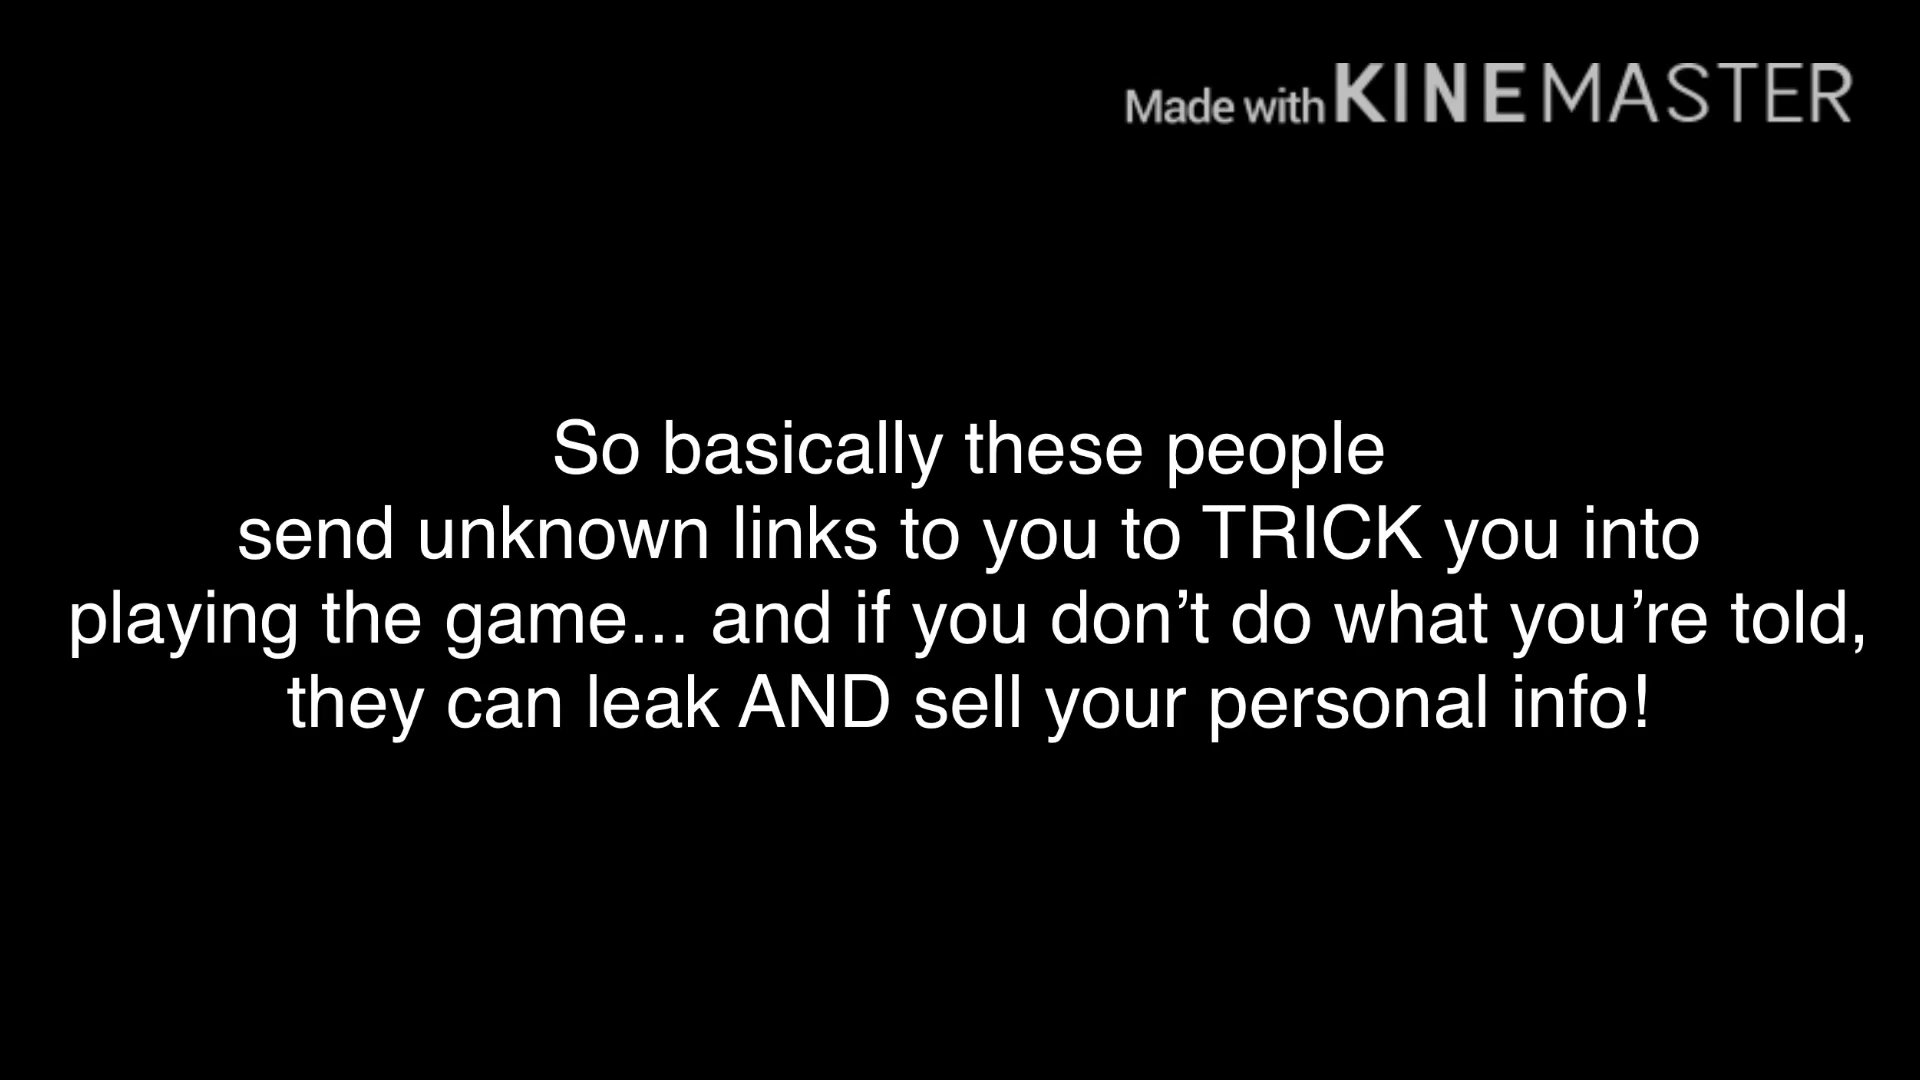 Made with KINEMASTER
So basically these people
send unknown links to you to TRICK you into
playing the game... and if you don’t do what you’re told,
they can leak AND sell your personal info!